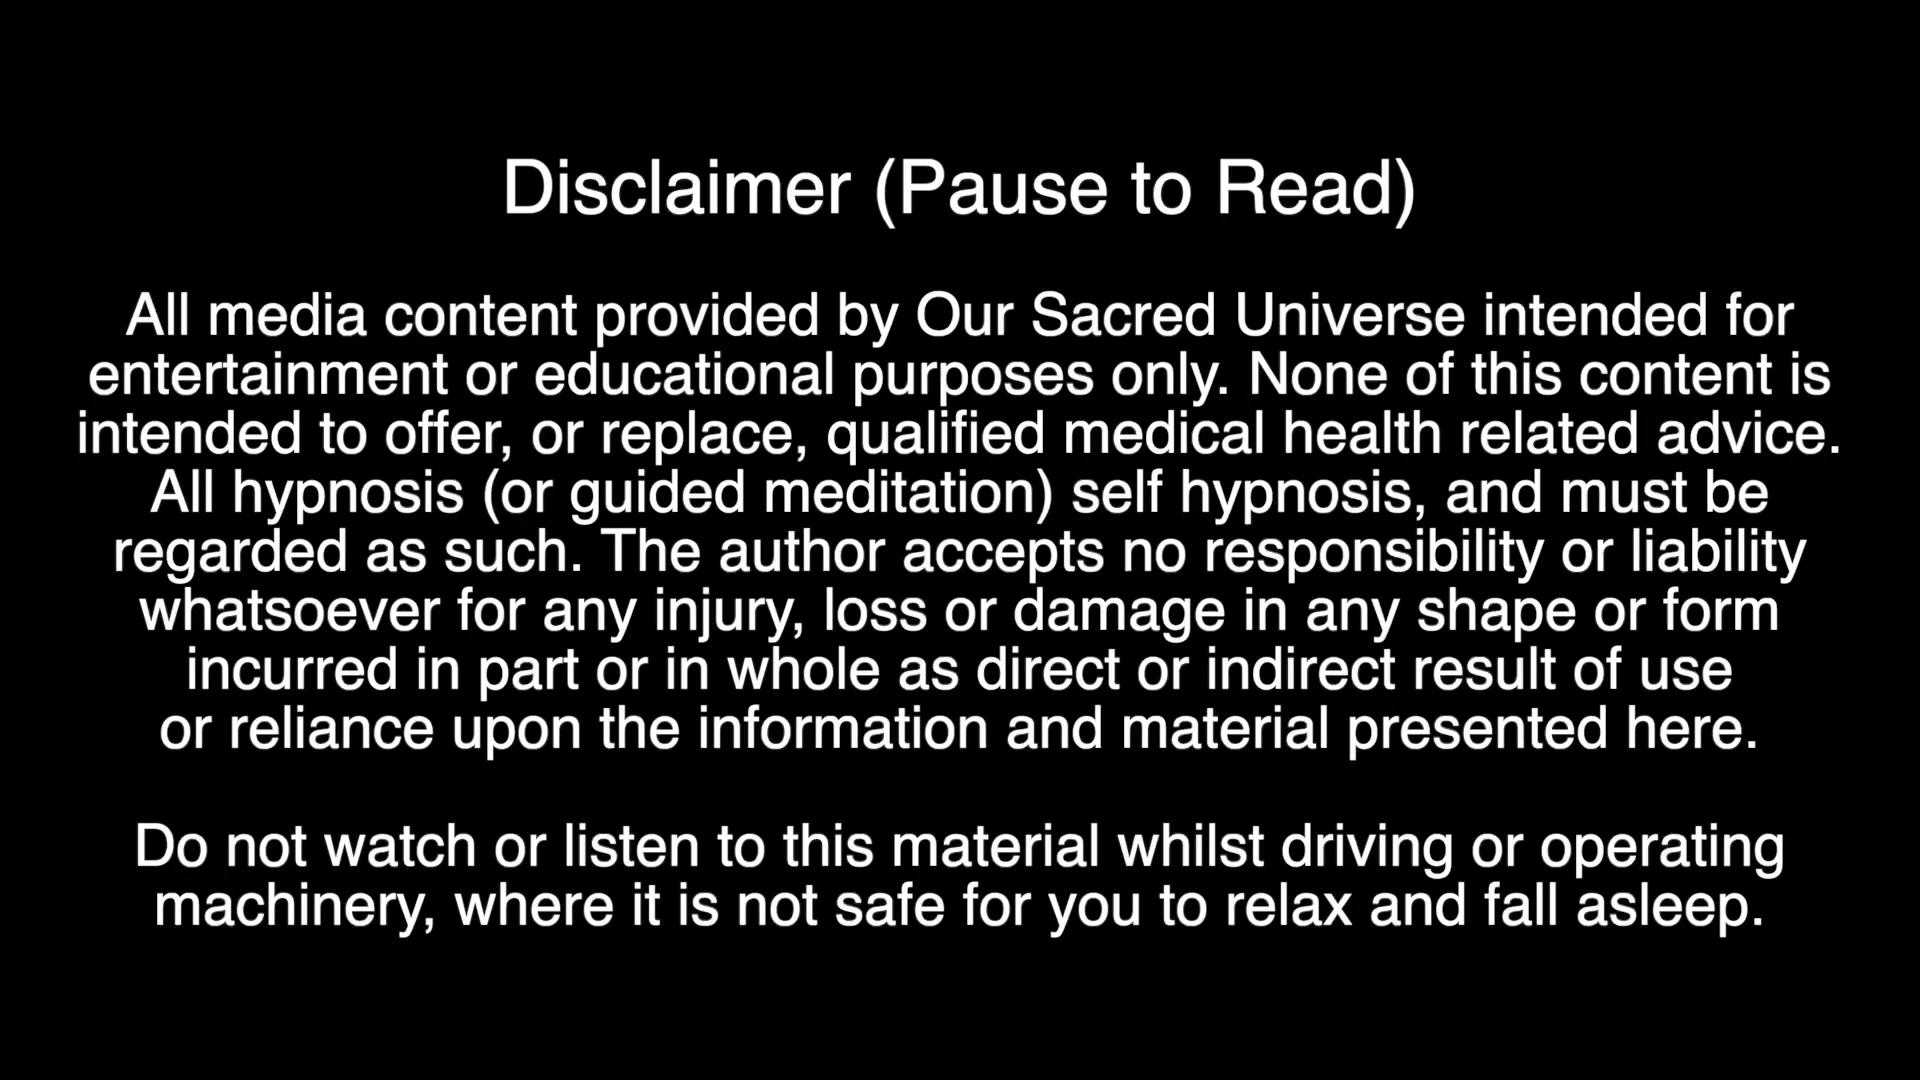 Disclaimer (Pause to Read)
All media content provided by Our Sacred Universe intended for
entertainment or educational purposes only. None of this content is
intended to offer, or replace, qualified medical health related advice.
All hypnosis (or guided meditation) self hypnosis, and must be
regarded as such. The author accepts no responsibility or liability
whatsoever for any injury, loss or damage in any shape or form
incurred in part or in whole as direct or indirect result of use
or reliance upon the information and material presented here.
Do not watch or listen to this material whilst driving or operating
machinery, where it is not safe for you to relax and fall asleep.